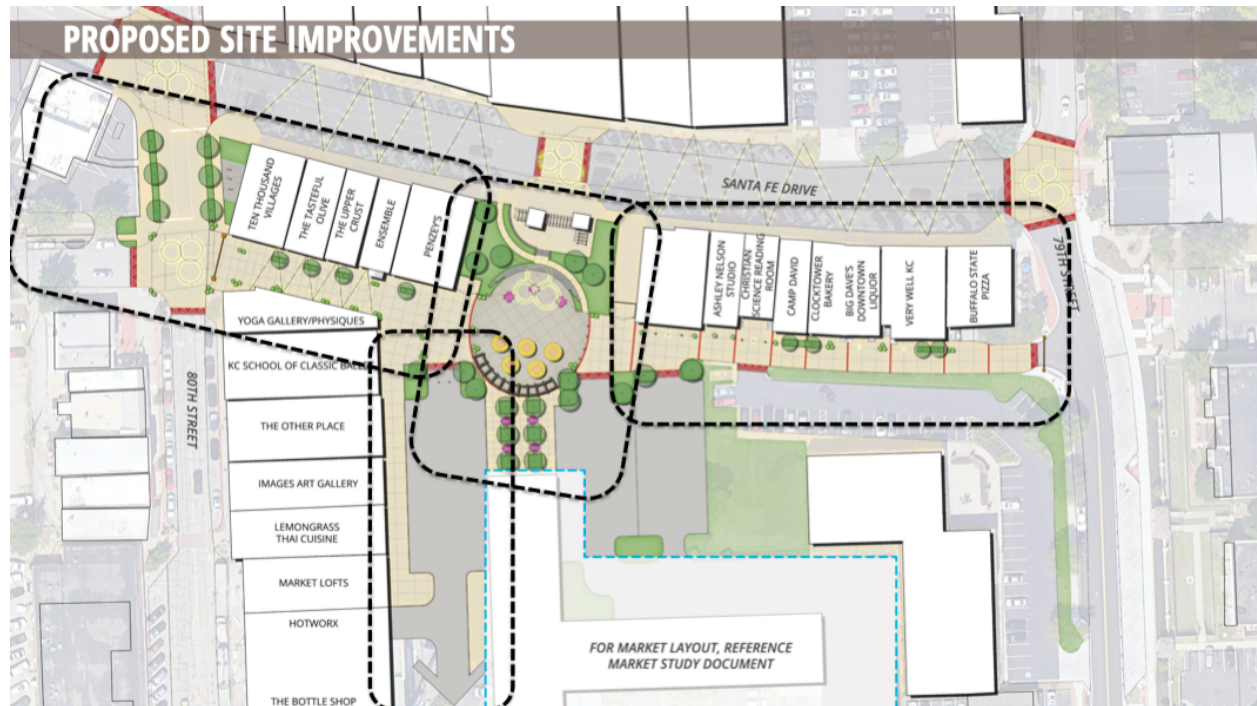 PROPOSED SITE IMPROVEMENTS
SANTA FE DRIVE
79TH STREET
80TH STREET
TEN THOUSAND
VILLAGES
THE TASTEFUL
OLIVE
THE UPPER
CRUST
ENSEMBLE
PENZEY'S
ASHLEY NELSON
STUDIO
CHRISTIAN
SCIENCE READING
ROOM
CAMP DAVID
CLOCKTOWER
BAKERY
BIG DAVE'S
DOWNTOWN
LIQUOR
VERY WELL KC
BUFFALO STATE
PIZZA
YOGA GALLERY/PHYSIQUES
KC SCHOOL OF CLASSIC BALLE
THE OTHER PLACE
IMAGES ART GALLERY
LEMONGRASS
THAI CUISINE
MARKET LOFTS
HOTWORX
THE BOTTLE SHOP
FOR MARKET LAYOUT, REFERENCE
MARKET STUDY DOCUMENT